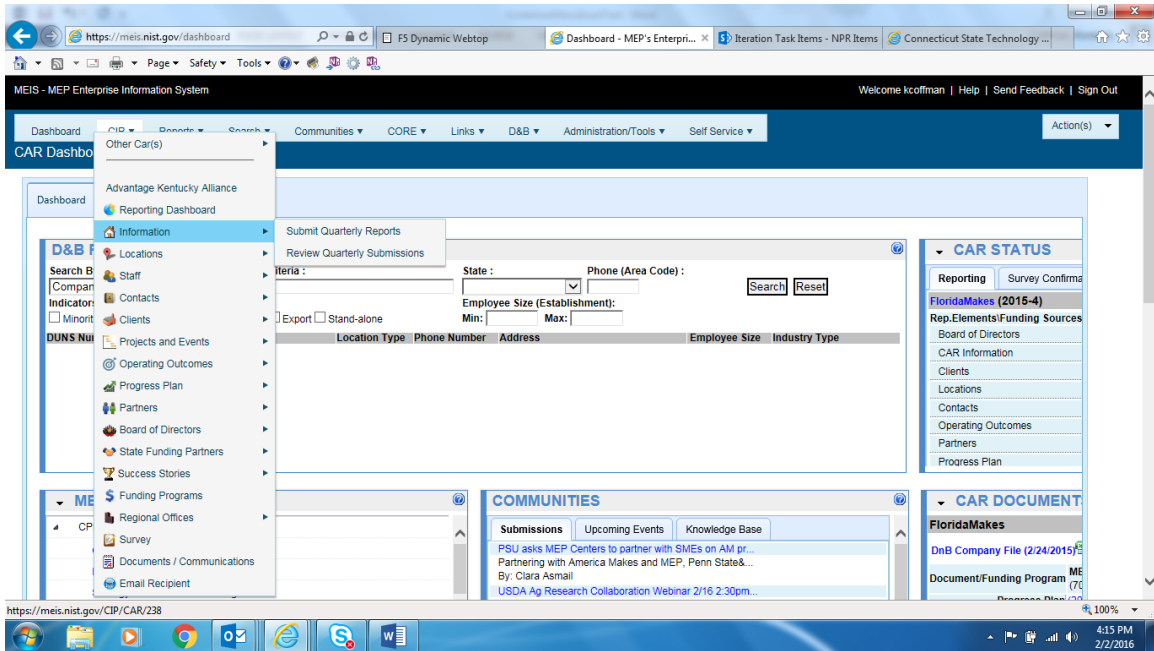 https://meis.nist.gov/dashboard
F5 Dynamic Webtop
Dashboard - MEP's Enterpri...
Iteration Task Items - NPR Items
Connecticut State Technology ...
Page Safety Tools
MEIS - MEP Enterprise Information System
Welcome kcoffman | Help | Send Feedback | Sign Out
Dashboard CIP Reports Search Communities CORE Links D&B Administration/Tools Self Service
Action(s)
CAR Dashbo
Other Car(s)
Advantage Kentucky Alliance
Reporting Dashboard
Information
Locations
Staff
Contacts
Clients
Projects and Events
Operating Outcomes
Progress Plan
Partners
Board of Directors
State Funding Partners
Success Stories
Funding Programs
Regional Offices
Survey
Documents / Communications
Email Recipient
Submit Quarterly Reports
Review Quarterly Submissions
Dashboard
D&B
Search B
iteria :
State :
Phone (Area Code) :
Compan
Search Reset
Indicator
Employee Size (Establishment):
Minorit
Export Stand-alone
Min:
Max:
DUNS Nu
Location Type Phone Number Address Employee Size Industry Type
CAR STATUS
Reporting
Survey Confirma
FloridaMakes (2015-4)
Rep.Elements\Funding Sources
Board of Directors
CAR Information
Clients
Locations
Contacts
Operating Outcomes
Partners
Progress Plan
ME
CP
COMMUNITIES
Submissions Upcoming Events Knowledge Base
PSU asks MEP Centers to partner with SMEs on AM pr...
Partnering with America Makes and MEP, Penn State&...
By: Clara Asmail
USDA Ag Research Collaboration Webinar 2/16 2:30pm...
CAR DOCUMENT
FloridaMakes
DnB Company File (2/24/2015)
Document/Funding Program
ME
(70
Progress Plan
https://meis.nist.gov/CIP/CAR/238
100%
4:15 PM
2/2/2016